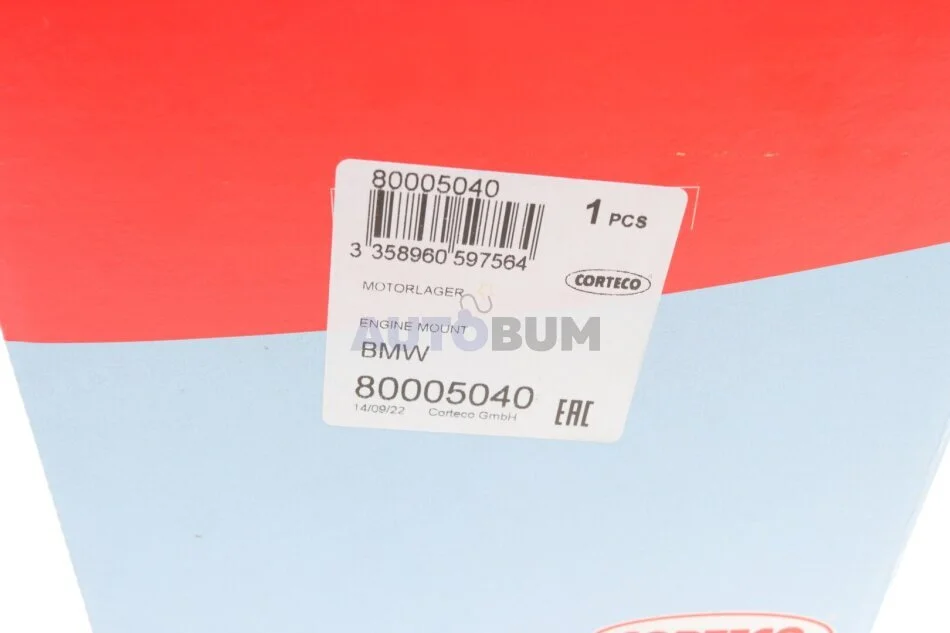 80005040
1 PCS
3 358960 597564
CORTECO
MOTORLAGER
ENGINE MOUNT
AUTOBUM
BMW
80005040
14/09/22 Corteco GmbH
EAC
CORTECO